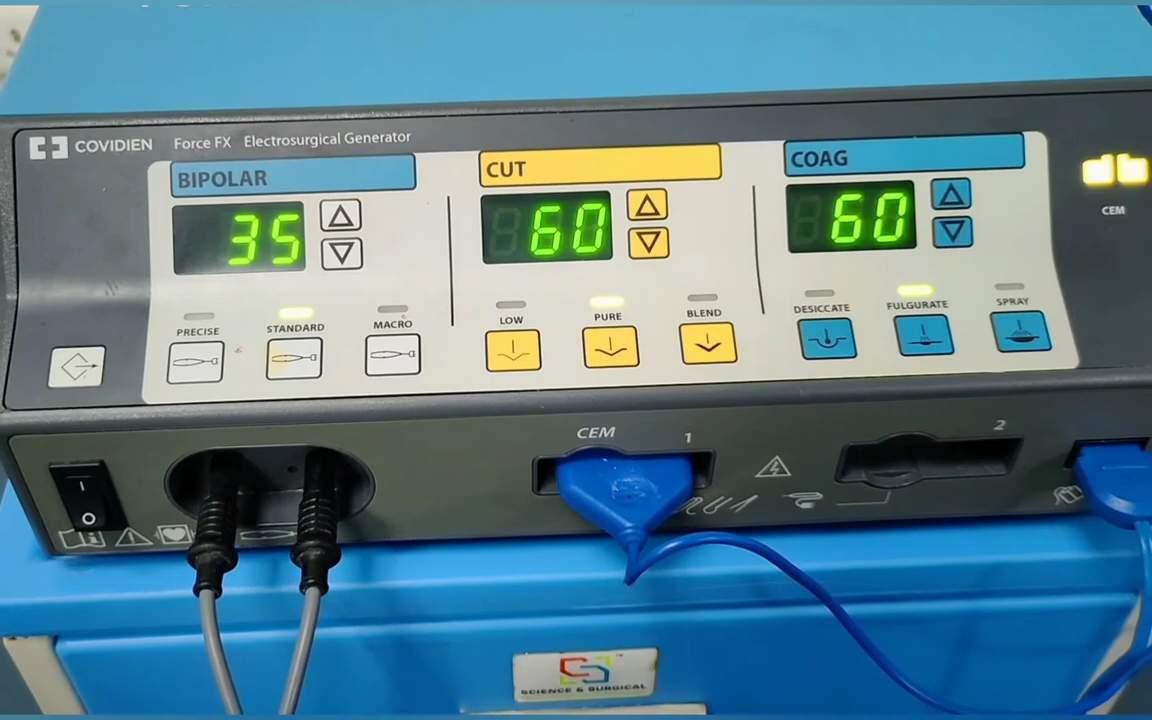 COVIDIEN Force FX Electrosurgical Generator
BIPOLAR
CUT
COAG
35
60
60
CEM
PRECISE
STANDARD
MACRO
LOW
PURE
BLEND
DESICCATE
FULGURATE
SPRAY
CEM
1
2
SCIENCE & SURGICAL